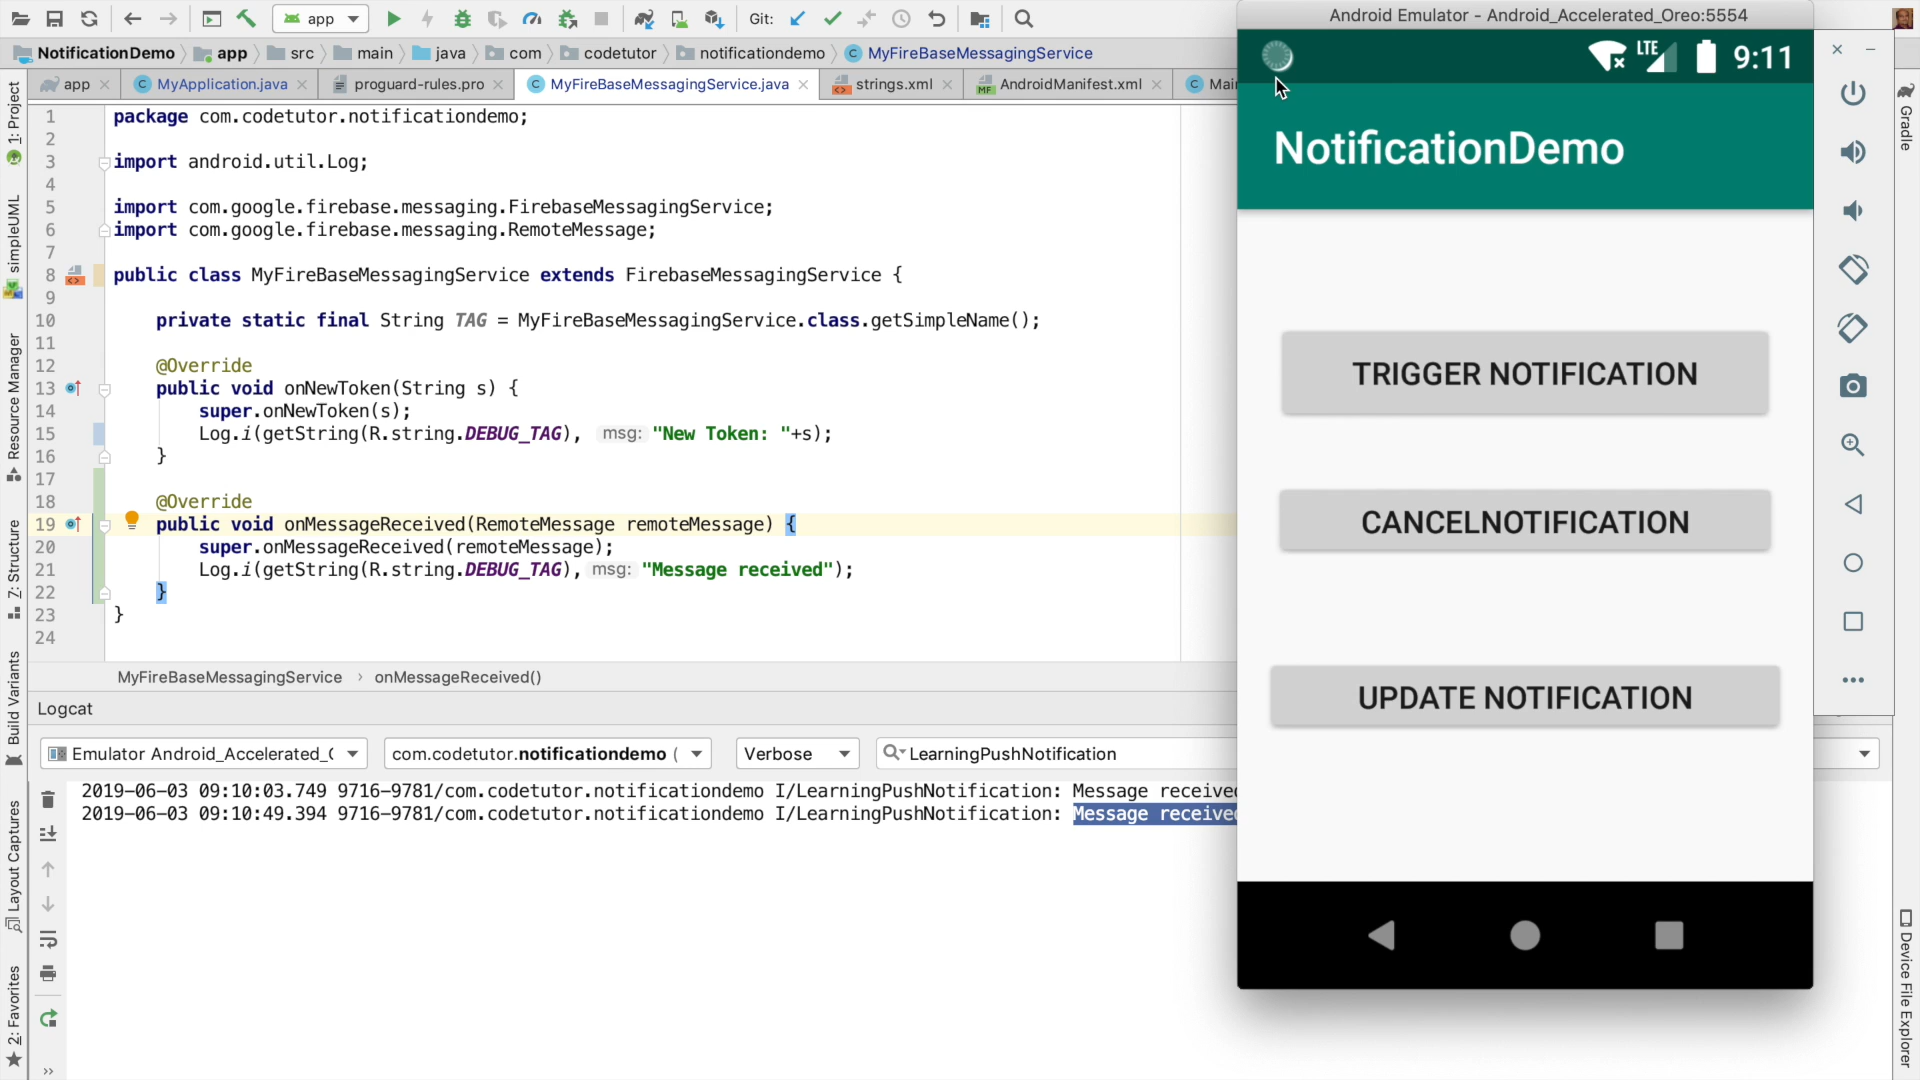 app
Git:
NotificationDemo app src main java com codetutor notificationdemo MyFireBaseMessagingService
app MyApplication.java proguard-rules.pro MyFireBaseMessagingService.java strings.xml AndroidManifest.xml Mai
1: Project
simpleUML
Resource Manager
7: Structure
Build Variants
Layout Captures
2: Favorites
1 package com.codetutor.notificationdemo;
2
3 import android.util.Log;
4
5 import com.google.firebase.messaging.FirebaseMessagingService;
6 import com.google.firebase.messaging.RemoteMessage;
7
8 public class MyFireBaseMessagingService extends FirebaseMessagingService {
9
10 private static final String TAG = MyFireBaseMessagingService.class.getSimpleName();
11
12 @Override
13 public void onNewToken(String s) {
14 super.onNewToken(s);
15 Log.i(getString(R.string.DEBUG_TAG), msg: "New Token: "+s);
16 }
17
18 @Override
19 public void onMessageReceived(RemoteMessage remoteMessage) {
20 super.onMessageReceived(remoteMessage);
21 Log.i(getString(R.string.DEBUG_TAG), msg: "Message received");
22 }
23 }
24
MyFireBaseMessagingService › onMessageReceived()
Logcat
Emulator Android_Accelerated_( com.codetutor.notificationdemo ( Verbose LearningPushNotification
2019-06-03 09:10:03.749 9716-9781/com.codetutor.notificationdemo I/LearningPushNotification: Message received
2019-06-03 09:10:49.394 9716-9781/com.codetutor.notificationdemo I/LearningPushNotification: Message received
Android Emulator - Android_Accelerated_Oreo:5554
LTE 9:11
NotificationDemo
TRIGGER NOTIFICATION
CANCELNOTIFICATION
UPDATE NOTIFICATION
Gradle
Device File Explorer